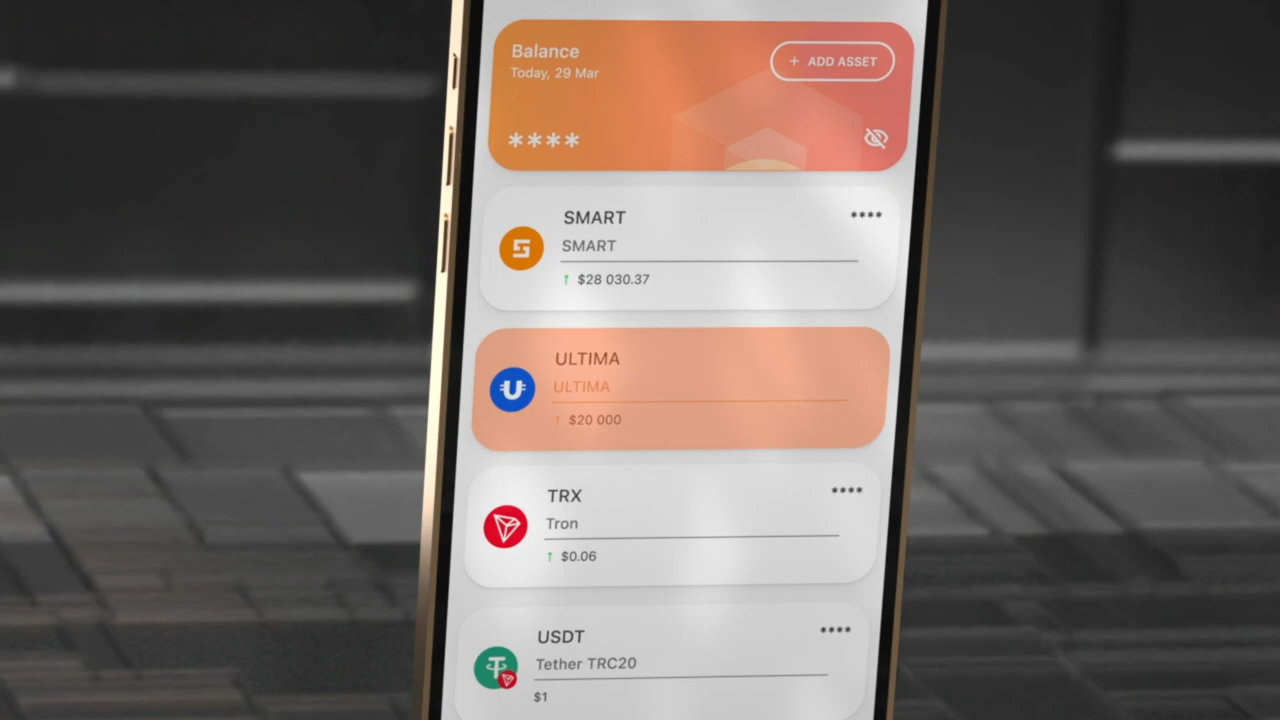 Balance
+ ADD ASSET
Today, 29 Mar
****
SMART
****
SMART
↑ $28 030.37
ULTIMA
ULTIMA
↑ $20 000
TRX
****
Tron
↑ $0.06
USDT
****
Tether TRC20
$1